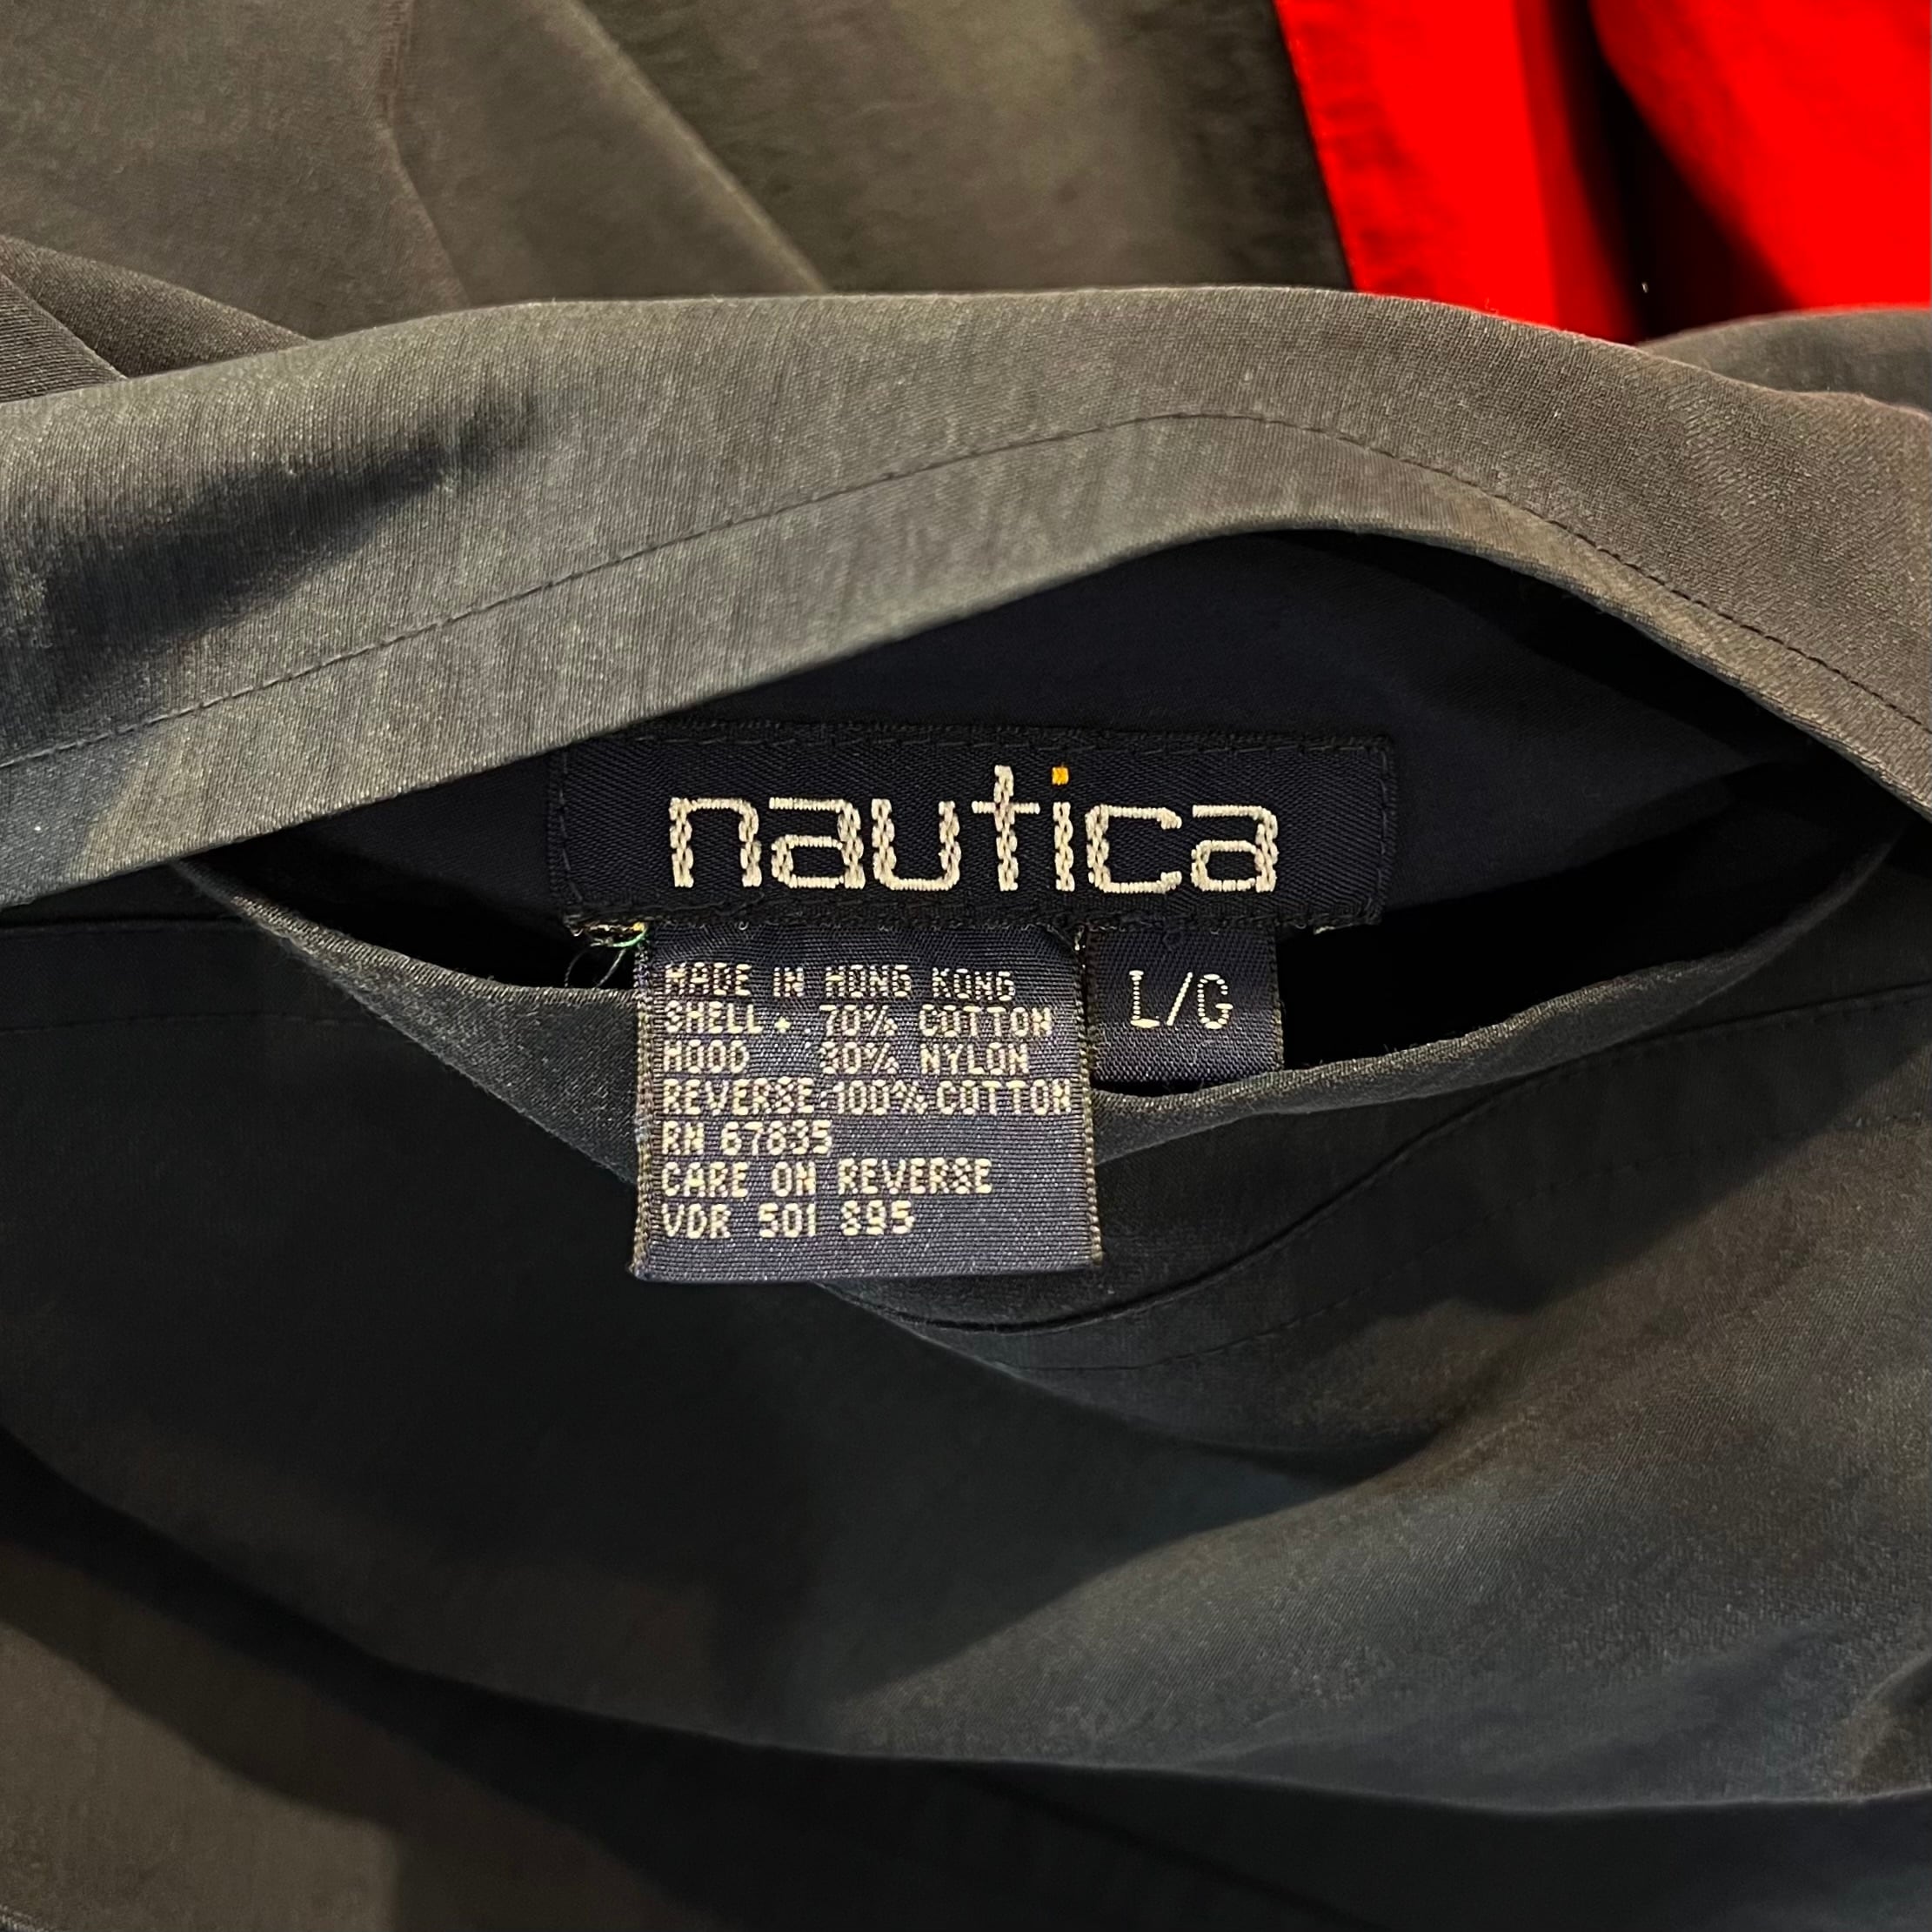 nautica
MADE IN HONG KONG
SHELL + 70% COTTON
HOOD 30% NYLON
REVERSE:100% COTTON
RN 67835
CARE ON REVERSE
VDR 501 S95
L/G